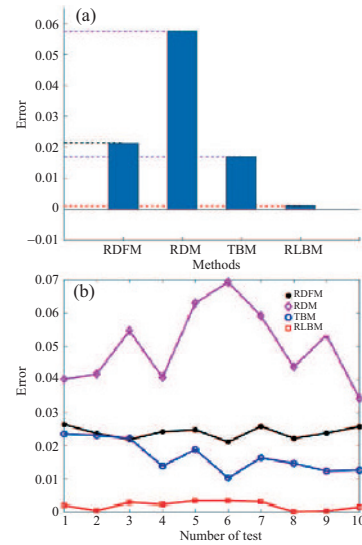 (a)
0.06
0.05
0.04
0.03
0.02
0.01
0
–0.01
Error
RDFM RDM TBM RLBM
Methods
(b)
0.07
0.06
0.05
0.04
0.03
0.02
0.01
0
Error
RDFM
RDM
TBM
RLBM
1 2 3 4 5 6 7 8 9 10
Number of test